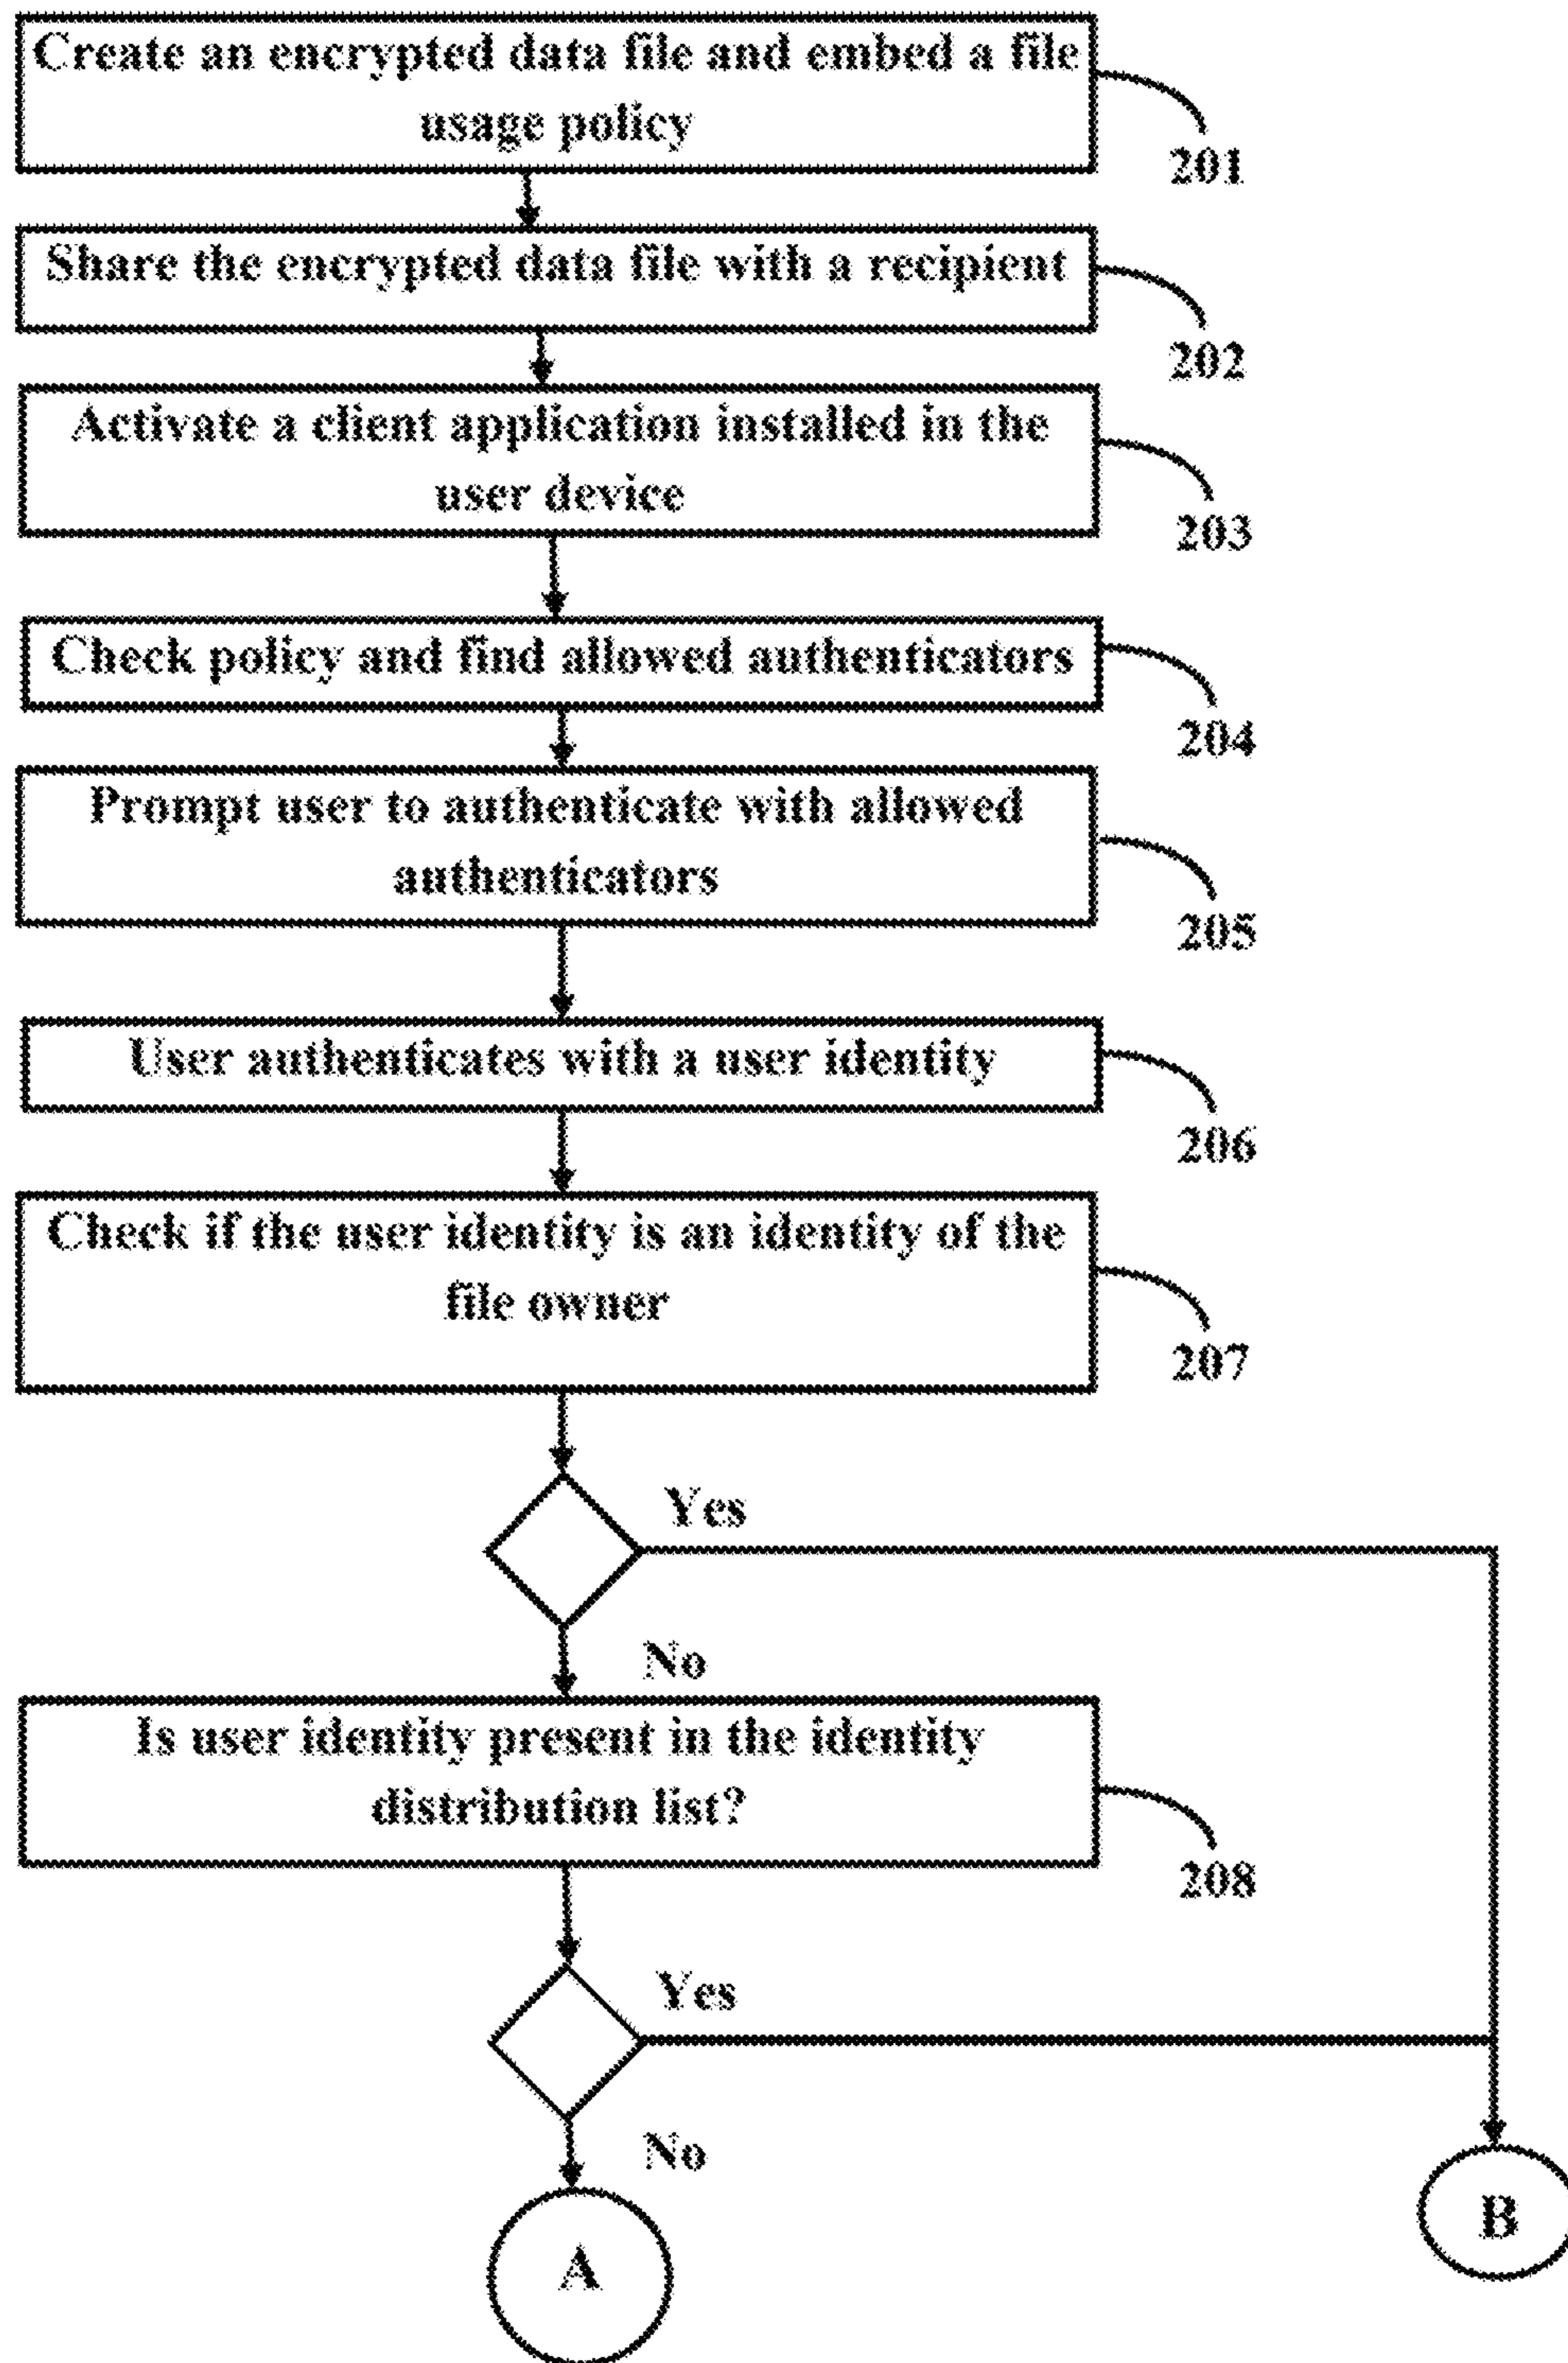 Create an encrypted data file and embed a file
usage policy
201
Share the encrypted data file with a recipient
202
Activate a client application installed in the
user device
203
Check policy and find allowed authenticators
204
Prompt user to authenticate with allowed
authenticators
205
User authenticates with a user identity
206
Check if the user identity is an identity of the
file owner
207
Yes
No
Is user identity present in the identity
distribution list?
208
Yes
No
B
A